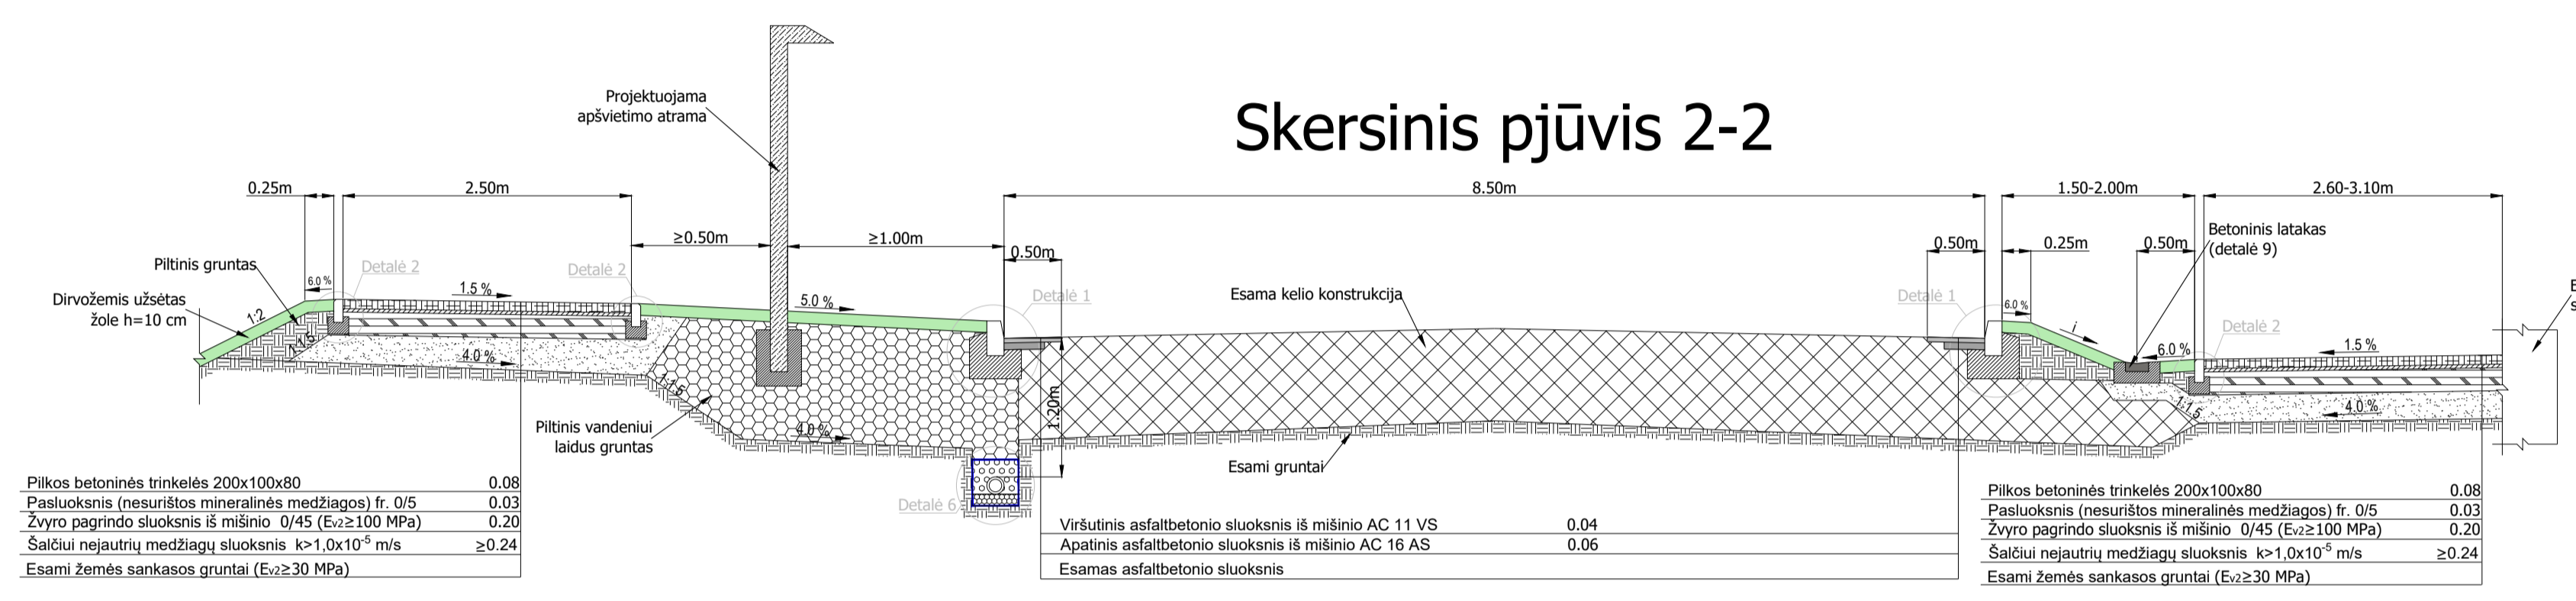 Skersinis pjūvis 2-2
Projektuojama
apšvietimo atrama
0.25m
2.50m
8.50m
1.50-2.00m
2.60-3.10m
≥0.50m
≥1.00m
0.50m
0.50m
0.25m
0.50m
Betoninis latakas
(detalė 9)
Piltinis gruntas
Dirvožemis užsėtas
žole h=10 cm
1:2
6.0 %
Detalė 2
1.5 %
Detalė 2
5.0 %
Detalė 1
Esama kelio konstrukcija
Detalė 1
6.0 %
i
6.0 %
Detalė 2
1.5 %
1:1.5
4.0 %
1:1.5
4.0 %
1.20m
1:1.5
4.0 %
Piltinis vandeniui
laidus gruntas
Esami gruntai
Detalė 6
Pilkos betoninės trinkelės 200x100x80 0.08
Pasluoksnis (nesurištos mineralinės medžiagos) fr. 0/5 0.03
Žvyro pagrindo sluoksnis iš mišinio 0/45 (Ev2≥100 MPa) 0.20
Šalčiui nejautrių medžiagų sluoksnis k>1,0x10-5 m/s ≥0.24
Esami žemės sankasos gruntai (Ev2≥30 MPa)
Viršutinis asfaltbetonio sluoksnis iš mišinio AC 11 VS 0.04
Apatinis asfaltbetonio sluoksnis iš mišinio AC 16 AS 0.06
Esamas asfaltbetonio sluoksnis
Pilkos betoninės trinkelės 200x100x80 0.08
Pasluoksnis (nesurištos mineralinės medžiagos) fr. 0/5 0.03
Žvyro pagrindo sluoksnis iš mišinio 0/45 (Ev2≥100 MPa) 0.20
Šalčiui nejautrių medžiagų sluoksnis k>1,0x10-5 m/s ≥0.24
Esami žemės sankasos gruntai (Ev2≥30 MPa)